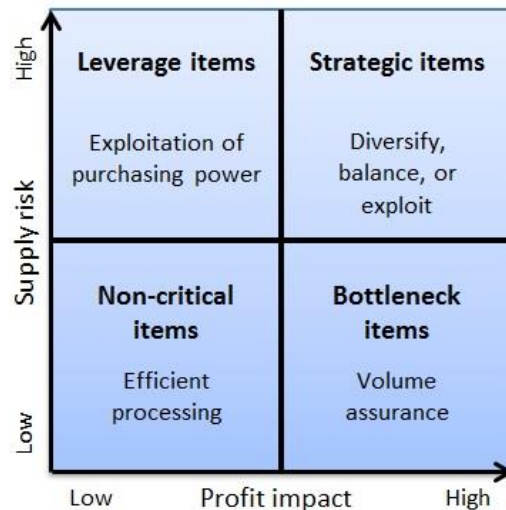 High
Supply risk
Low
Leverage items
Exploitation of
purchasing power
Strategic items
Diversify,
balance, or
exploit
Non-critical
items
Efficient
processing
Bottleneck
items
Volume
assurance
Low
Profit impact
High